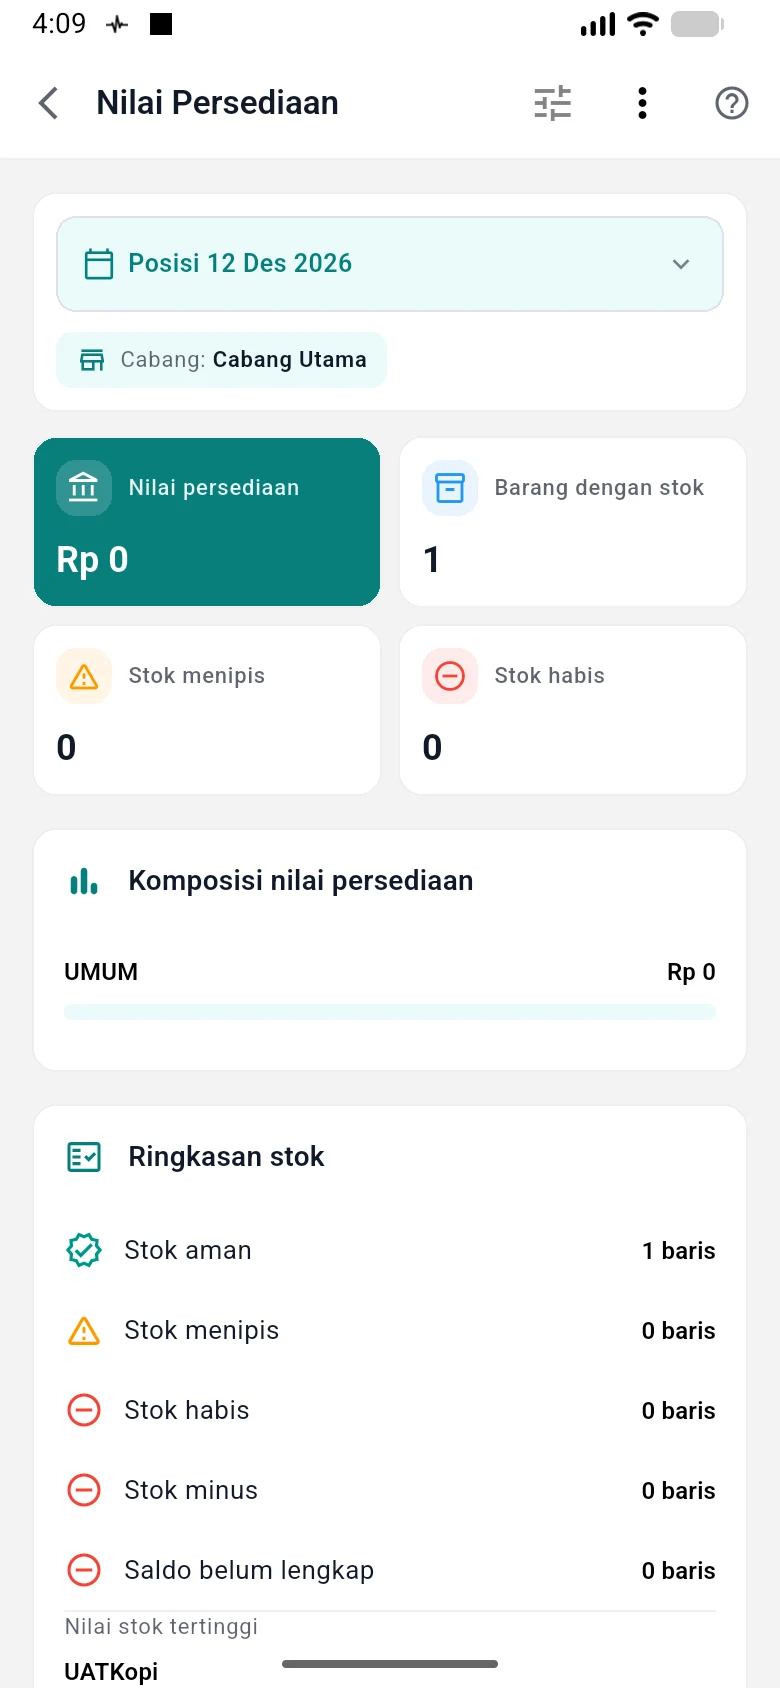 4:09
Nilai Persediaan
Posisi 12 Des 2026
Cabang: Cabang Utama
Nilai persediaan
Rp 0
Barang dengan stok
1
Stok menipis
0
Stok habis
0
Komposisi nilai persediaan
UMUM Rp 0
Ringkasan stok
Stok aman 1 baris
Stok menipis 0 baris
Stok habis 0 baris
Stok minus 0 baris
Saldo belum lengkap 0 baris
Nilai stok tertinggi
UATKopi